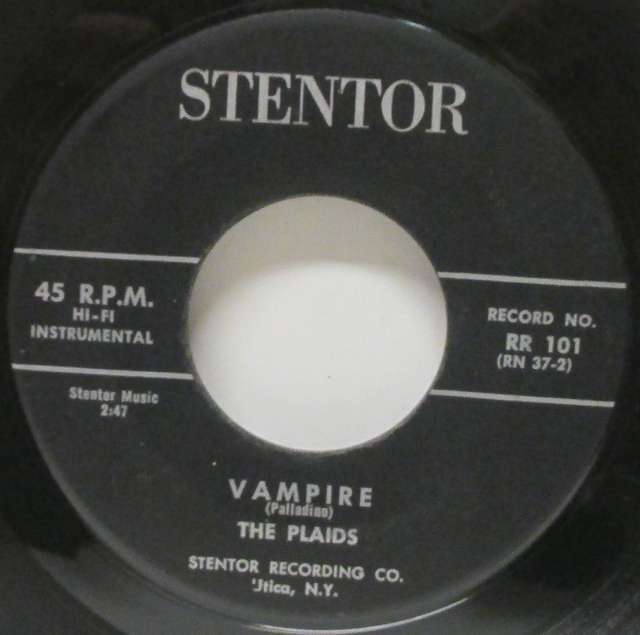 STENTOR
45 R.P.M.
HI-FI
INSTRUMENTAL
Stentor Music
2:47
RECORD NO.
RR 101
(RN 37-2)
VAMPIRE
(Palladino)
THE PLAIDS
STENTOR RECORDING CO.
'Jtica, N.Y.